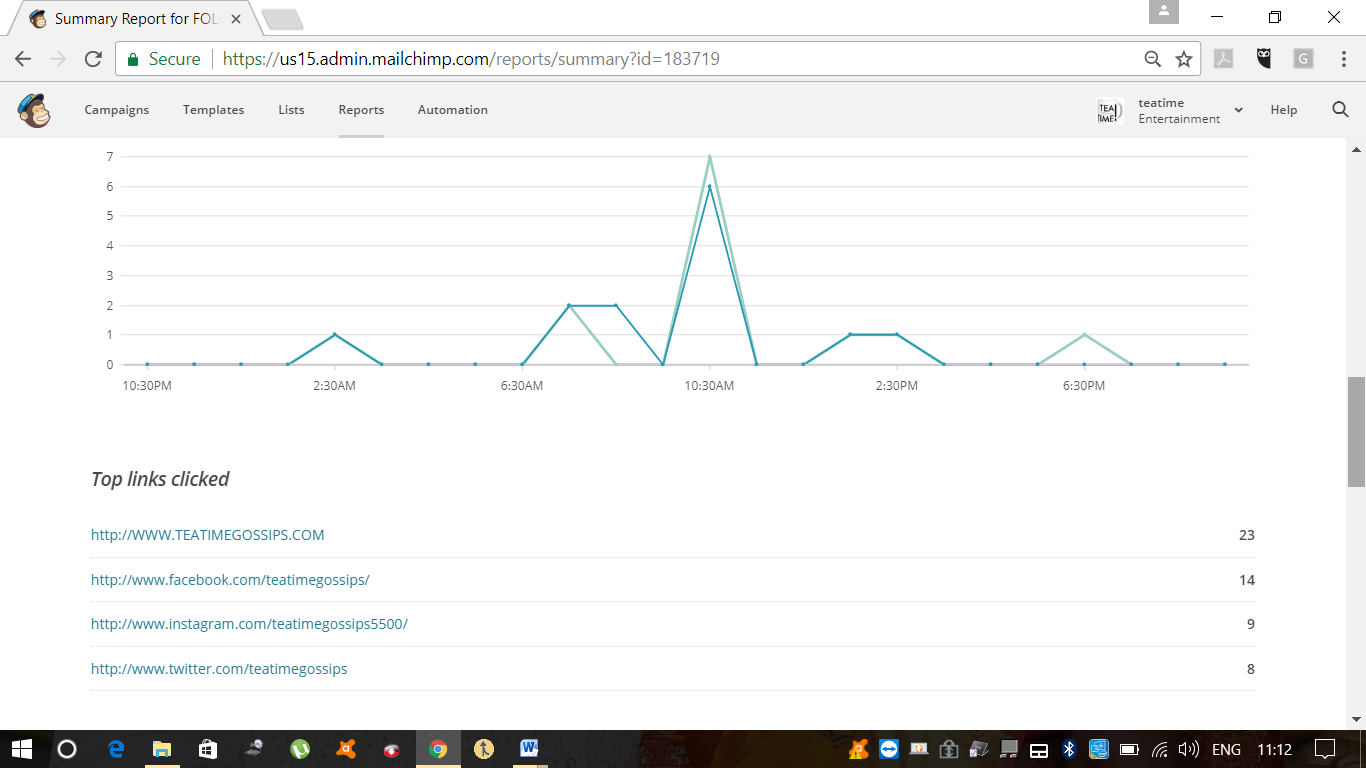 Summary Report for FOL
Secure
https://us15.admin.mailchimp.com/reports/summary?id=183719
G
Campaigns Templates Lists Reports Automation
TEA TIME!
teatime
Entertainment
Help
7
6
5
4
3
2
1
0
10:30PM 2:30AM 6:30AM 10:30AM 2:30PM 6:30PM
Top links clicked
http://WWW.TEATIMEGOSSIPS.COM 23
http://www.facebook.com/teatimegossips/ 14
http://www.instagram.com/teatimegossips5500/ 9
http://www.twitter.com/teatimegossips 8
ENG 11:12